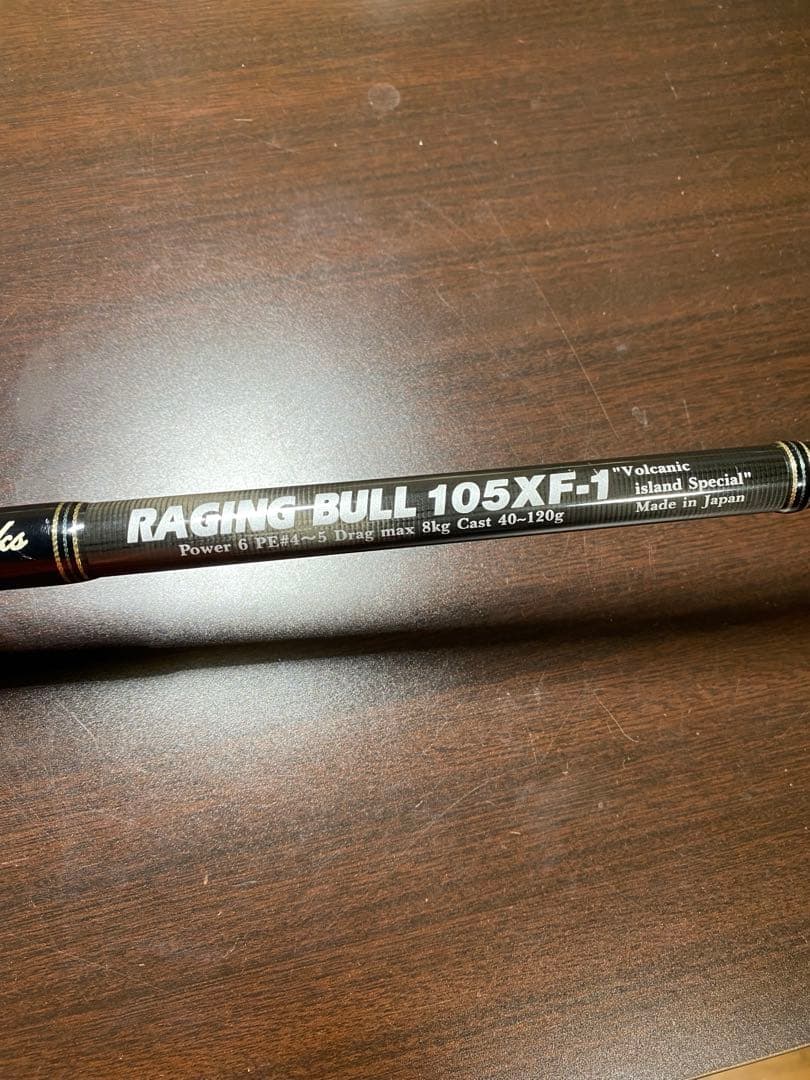 RAGING BULL 105XF-1
"Volcanic
island Special"
Power 6 PE#4~5 Drag max 8kg Cast 40~120g
Made in Japan